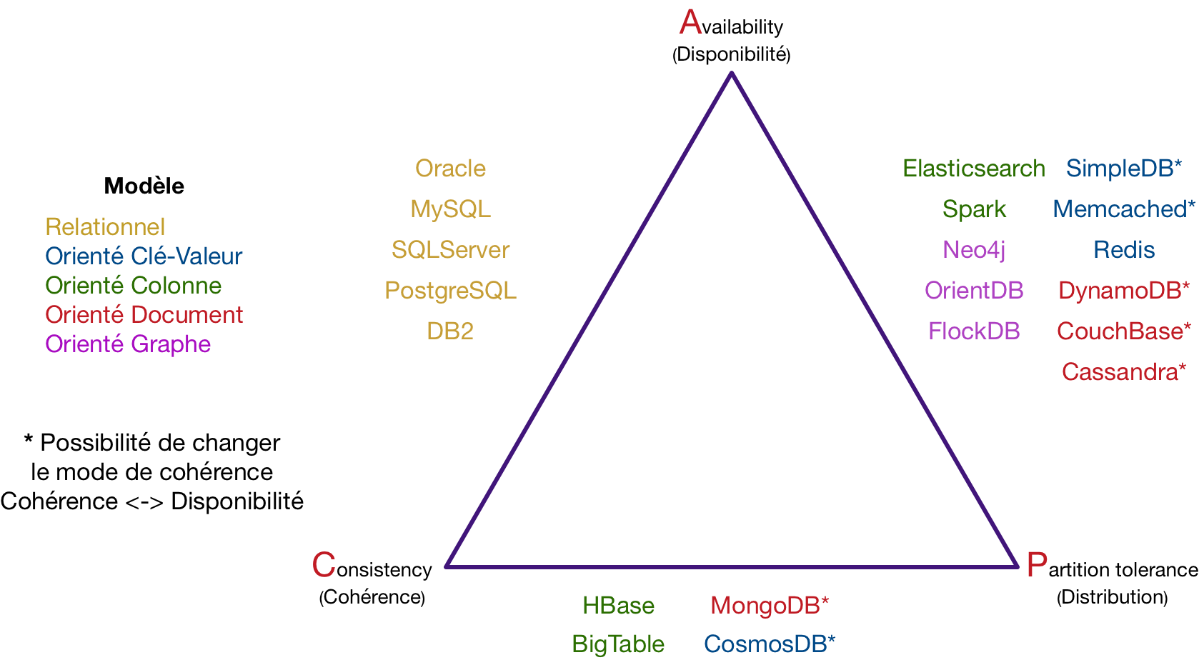 Availability
(Disponibilité)
Modèle
Relationnel
Orienté Clé-Valeur
Orienté Colonne
Orienté Document
Orienté Graphe
* Possibilité de changer
le mode de cohérence
Cohérence <-> Disponibilité
Oracle
MySQL
SQLServer
PostgreSQL
DB2
Elasticsearch SimpleDB*
Spark Memcached*
Neo4j Redis
OrientDB DynamoDB*
FlockDB CouchBase*
Cassandra*
Consistency
(Cohérence)
Partition tolerance
(Distribution)
HBase MongoDB*
BigTable CosmosDB*